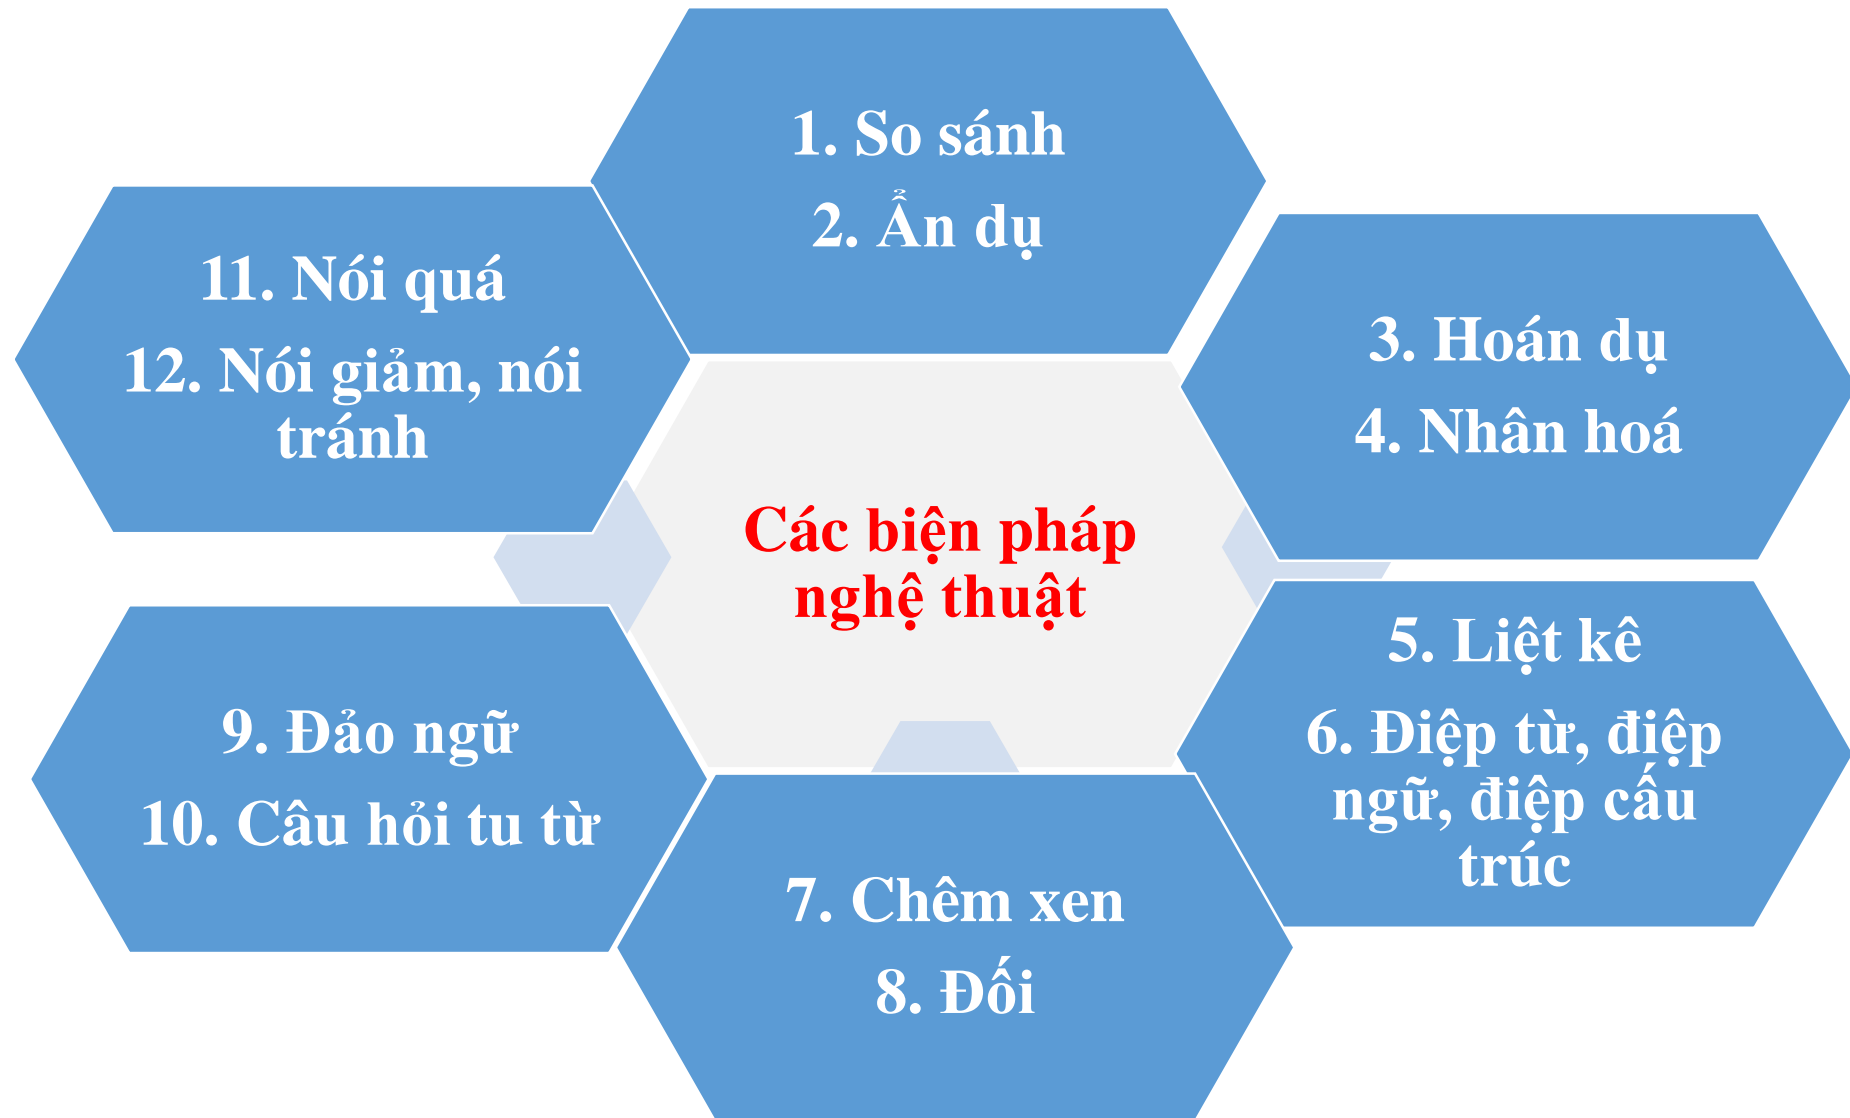 1. So sánh
2. Ẩn dụ
3. Hoán dụ
4. Nhân hoá
5. Liệt kê
6. Điệp từ, điệp
ngữ, điệp cấu
trúc
7. Chêm xen
8. Đối
9. Đảo ngữ
10. Câu hỏi tu từ
11. Nói quá
12. Nói giảm, nói
tránh
Các biện pháp
nghệ thuật